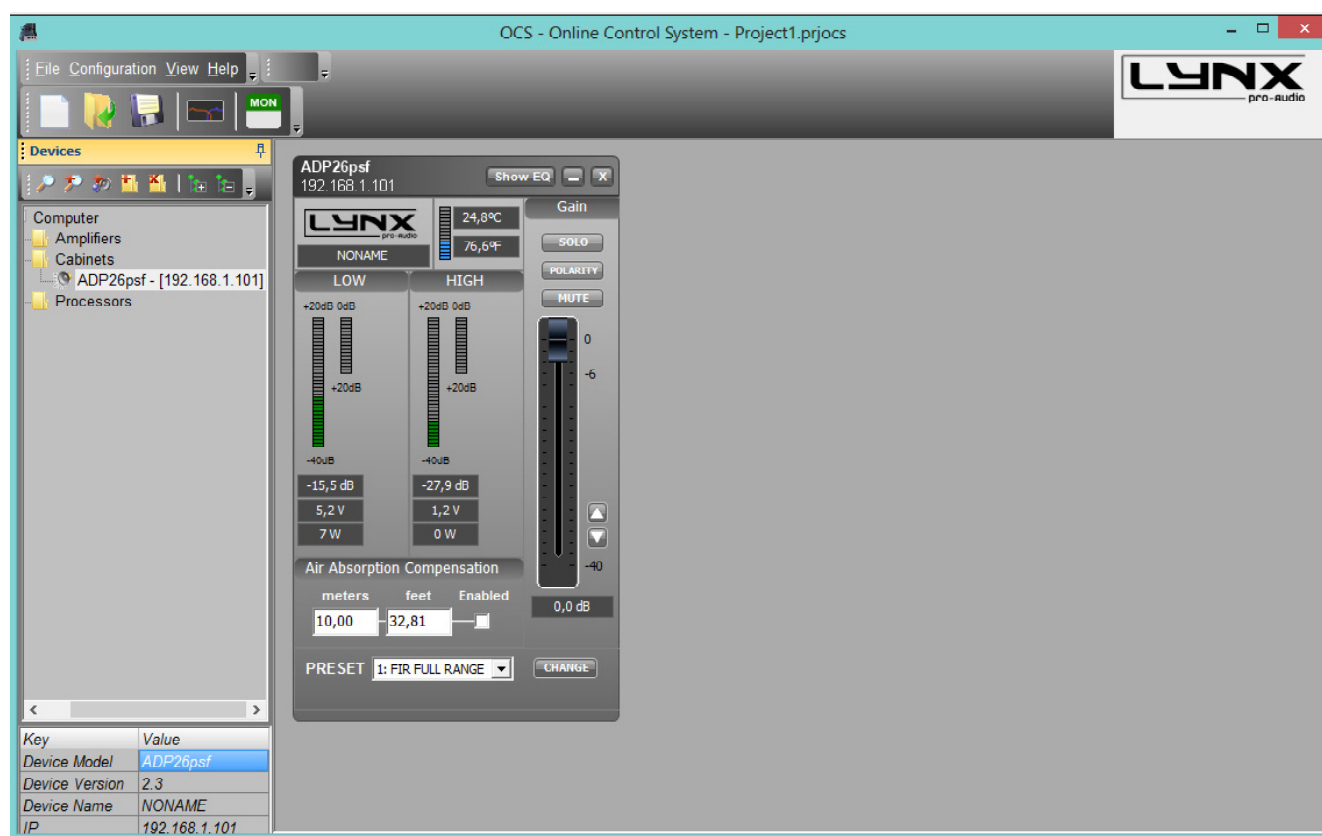 OCS - Online Control System - Project1.prjocs
File Configuration View Help
LYNX
pro-audio
MON
Devices
Computer
Amplifiers
Cabinets
ADP26psf - [192.168.1.101]
Processors
Key Value
Device Model ADP26psf
Device Version 2.3
Device Name NONAME
IP 192.168.1.101
ADP26psf
192.168.1.101
Show EQ
LYNX
pro-audio
NONAME
24,8ºC
76,6ºF
LOW HIGH
+20dB 0dB +20dB 0dB
+20dB +20dB
-40dB -40dB
-15,5 dB -27,9 dB
5,2 V 1,2 V
7 W 0 W
Gain
SOLO
POLARITY
MUTE
0
-6
-40
0,0 dB
Air Absorption Compensation
meters feet Enabled
10,00 32,81
PRESET 1: FIR FULL RANGE CHANGE